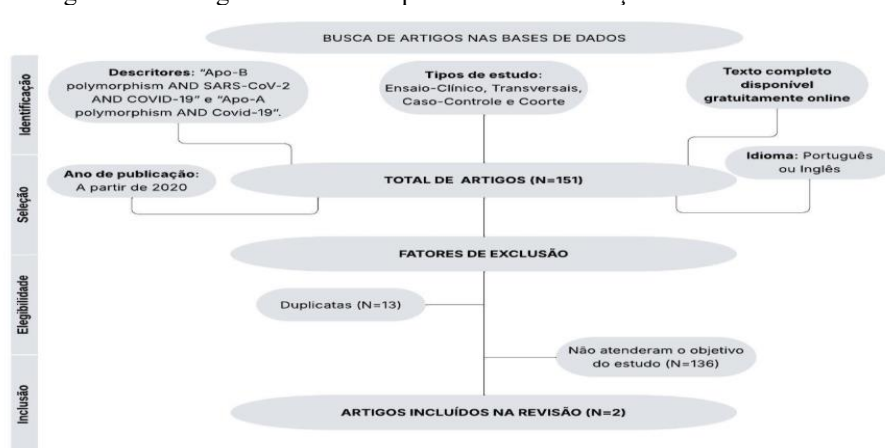 BUSCA DE ARTIGOS NAS BASES DE DADOS
Identificação
Descritores: "Apo-B
polymorphism AND SARS-CoV-2
AND COVID-19" e "Apo-A
polymorphism AND Covid-19".
Tipos de estudo:
Ensaio-Clínico, Transversais,
Caso-Controle e Coorte
Texto completo
disponível
gratuitamente online
Seleção
Ano de publicação:
A partir de 2020
TOTAL DE ARTIGOS (N=151)
Idioma: Português
ou Inglês
FATORES DE EXCLUSÃO
Elegibilidade
Duplicatas (N=13)
Não atenderam o objetivo
do estudo (N=136)
Inclusão
ARTIGOS INCLUÍDOS NA REVISÃO (N=2)